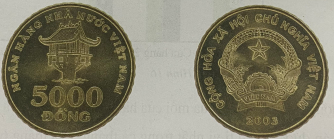 NGÂN HÀNG NHÀ NƯỚC VIỆT NAM
5000
ĐỒNG
CỘNG HÒA XÃ HỘI CHỦ NGHĨA VIỆT NAM
2003